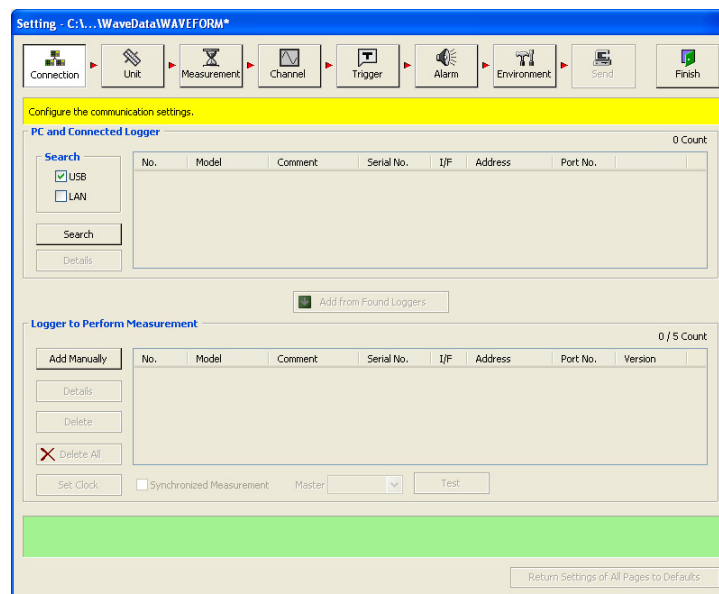 Setting - C:\...\WaveData\WAVEFORM*
Connection
Unit
Measurement
Channel
Trigger
Alarm
Environment
Send
Finish
Configure the communication settings.
PC and Connected Logger
0 Count
Search
USB
LAN
No. Model Comment Serial No. I/F Address Port No.
Search
Details
Add from Found Loggers
Logger to Perform Measurement
0 / 5 Count
Add Manually
No. Model Comment Serial No. I/F Address Port No. Version
Details
Delete
Delete All
Set Clock
Synchronized Measurement
Master
Test
Return Settings of All Pages to Defaults